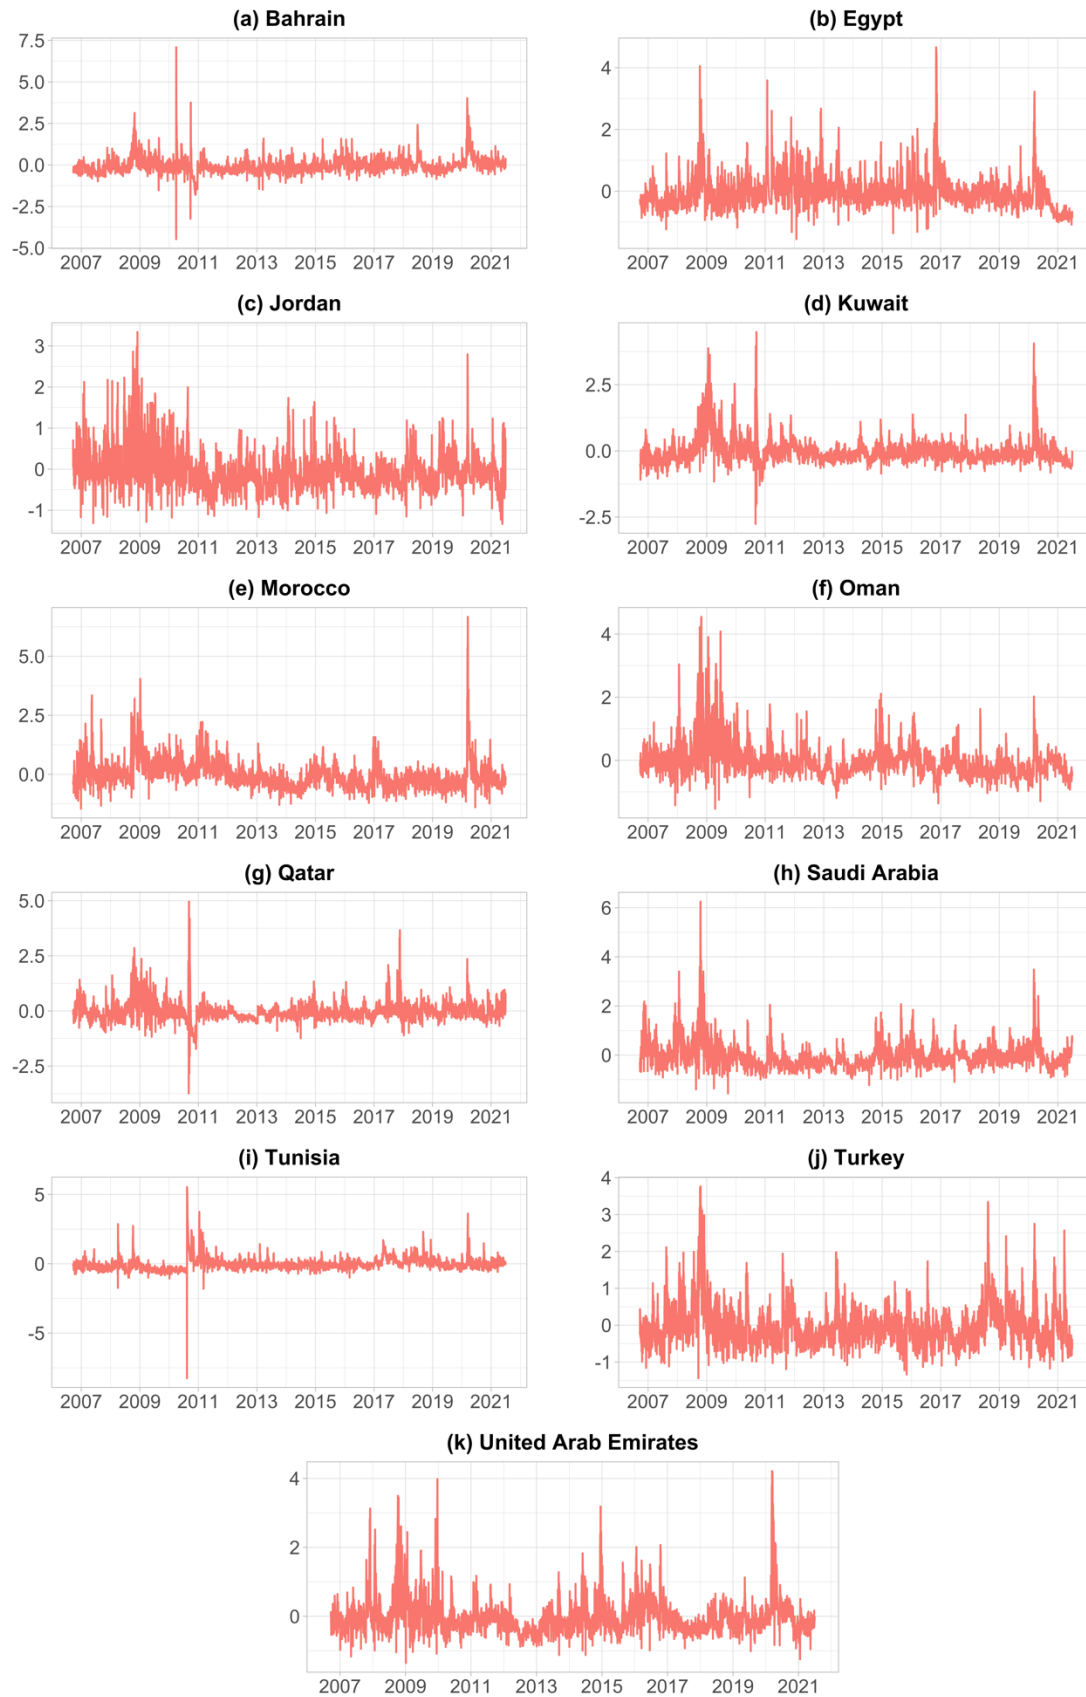 (a) Bahrain
(b) Egypt
7.5
5.0
2.5
0.0
-2.5
-5.0
2007 2009 2011 2013 2015 2017 2019 2021
4
2
0
2007 2009 2011 2013 2015 2017 2019 2021
(c) Jordan
(d) Kuwait
3
2
1
0
-1
2007 2009 2011 2013 2015 2017 2019 2021
2.5
0.0
-2.5
2007 2009 2011 2013 2015 2017 2019 2021
(e) Morocco
(f) Oman
5.0
2.5
0.0
2007 2009 2011 2013 2015 2017 2019 2021
4
2
0
2007 2009 2011 2013 2015 2017 2019 2021
(g) Qatar
(h) Saudi Arabia
5.0
2.5
0.0
-2.5
2007 2009 2011 2013 2015 2017 2019 2021
6
4
2
0
2007 2009 2011 2013 2015 2017 2019 2021
(i) Tunisia
(j) Turkey
5
0
-5
2007 2009 2011 2013 2015 2017 2019 2021
4
3
2
1
0
-1
2007 2009 2011 2013 2015 2017 2019 2021
(k) United Arab Emirates
4
2
0
2007 2009 2011 2013 2015 2017 2019 2021